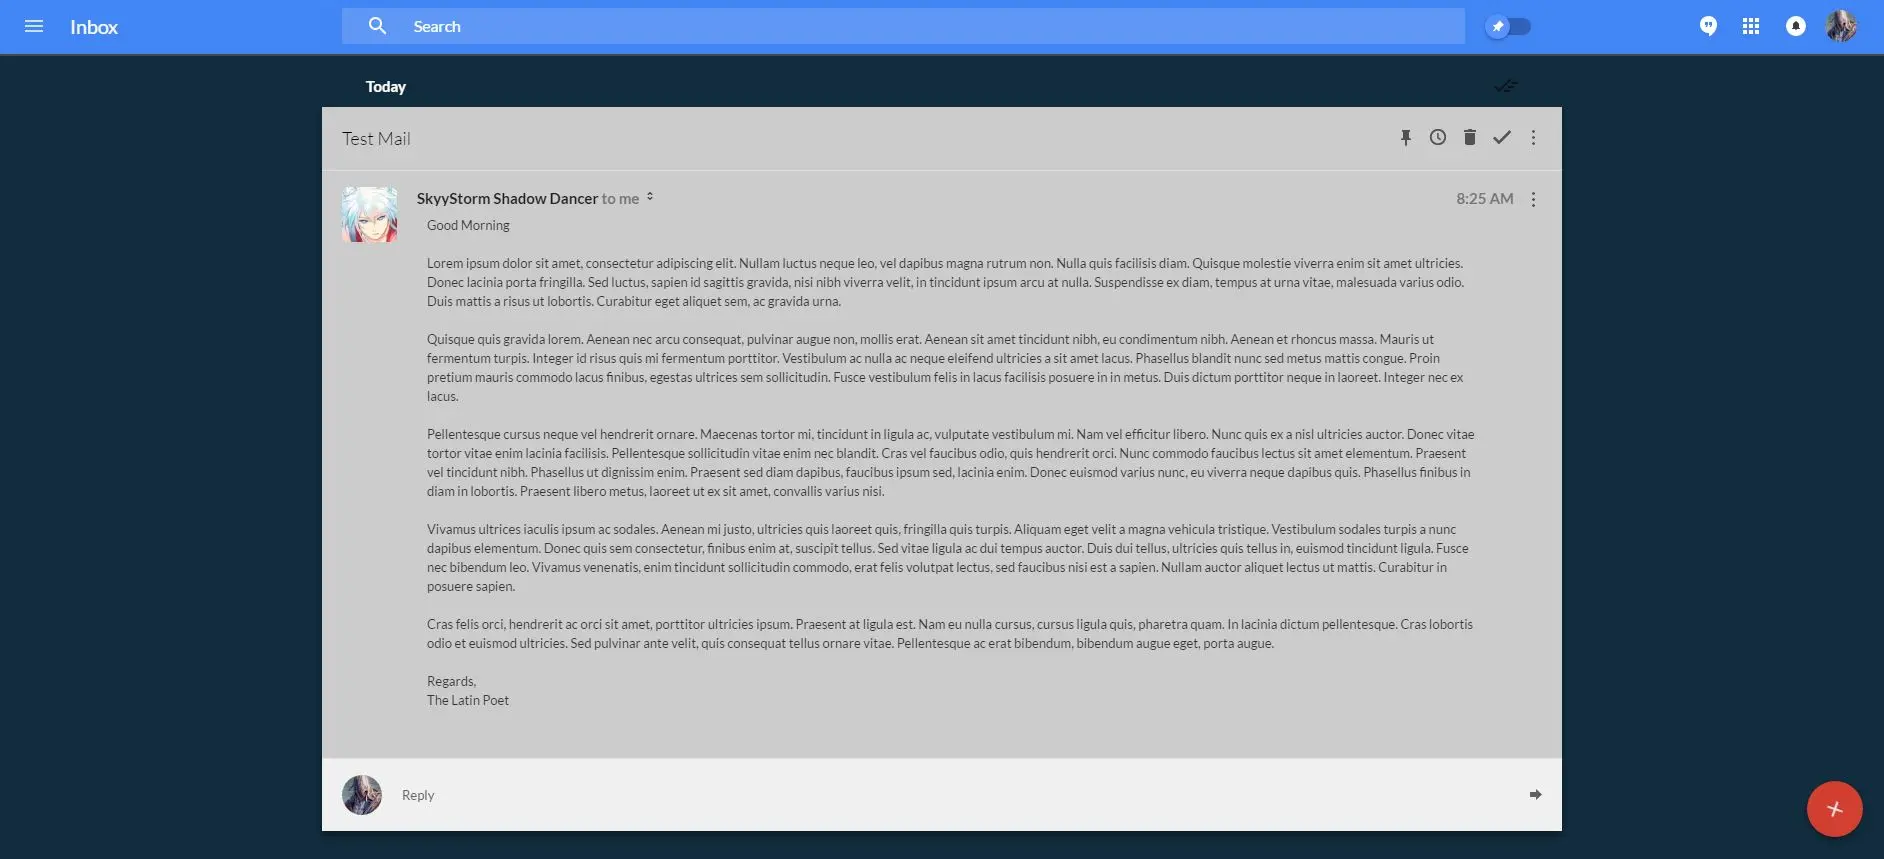 Inbox
Search
Today
Test Mail
SkyyStorm Shadow Dancer to me
8:25 AM
Good Morning
Lorem ipsum dolor sit amet, consectetur adipiscing elit. Nullam luctus neque leo, vel dapibus magna rutrum non. Nulla quis facilisis diam. Quisque molestie viverra enim sit amet ultricies.
Donec lacinia porta fringilla. Sed luctus, sapien id sagittis gravida, nisi nibh viverra velit, in tincidunt ipsum arcu at nulla. Suspendisse ex diam, tempus at urna vitae, malesuada varius odio.
Duis mattis a risus ut lobortis. Curabitur eget aliquet sem, ac gravida urna.
Quisque quis gravida lorem. Aenean nec arcu consequat, pulvinar augue non, mollis erat. Aenean sit amet tincidunt nibh, eu condimentum nibh. Aenean et rhoncus massa. Mauris ut
fermentum turpis. Integer id risus quis mi fermentum porttitor. Vestibulum ac nulla ac neque eleifend ultricies a sit amet lacus. Phasellus blandit nunc sed metus mattis congue. Proin
pretium mauris commodo lacus finibus, egestas ultrices sem sollicitudin. Fusce vestibulum felis in lacus facilisis posuere in in metus. Duis dictum porttitor neque in laoreet. Integer nec ex
lacus.
Pellentesque cursus neque vel hendrerit ornare. Maecenas tortor mi, tincidunt in ligula ac, vulputate vestibulum mi. Nam vel efficitur libero. Nunc quis ex a nisl ultricies auctor. Donec vitae
tortor vitae enim lacinia facilisis. Pellentesque sollicitudin vitae enim nec blandit. Cras vel faucibus odio, quis hendrerit orci. Nunc commodo faucibus lectus sit amet elementum. Praesent
vel tincidunt nibh. Phasellus ut dignissim enim. Praesent sed diam dapibus, faucibus ipsum sed, lacinia enim. Donec euismod varius nunc, eu viverra neque dapibus quis. Phasellus finibus in
diam in lobortis. Praesent libero metus, laoreet ut ex sit amet, convallis varius nisi.
Vivamus ultrices iaculis ipsum ac sodales. Aenean mi justo, ultricies quis laoreet quis, fringilla quis turpis. Aliquam eget velit a magna vehicula tristique. Vestibulum sodales turpis a nunc
dapibus elementum. Donec quis sem consectetur, finibus enim at, suscipit tellus. Sed vitae ligula ac dui tempus auctor. Duis dui tellus, ultricies quis tellus in, euismod tincidunt ligula. Fusce
nec bibendum leo. Vivamus venenatis, enim tincidunt sollicitudin commodo, erat felis volutpat lectus, sed faucibus nisi est a sapien. Nullam auctor aliquet lectus ut mattis. Curabitur in
posuere sapien.
Cras felis orci, hendrerit ac orci sit amet, porttitor ultricies ipsum. Praesent at ligula est. Nam eu nulla cursus, cursus ligula quis, pharetra quam. In lacinia dictum pellentesque. Cras lobortis
odio et euismod ultricies. Sed pulvinar ante velit, quis consequat tellus ornare vitae. Pellentesque ac erat bibendum, bibendum augue eget, porta augue.
Regards,
The Latin Poet
Reply